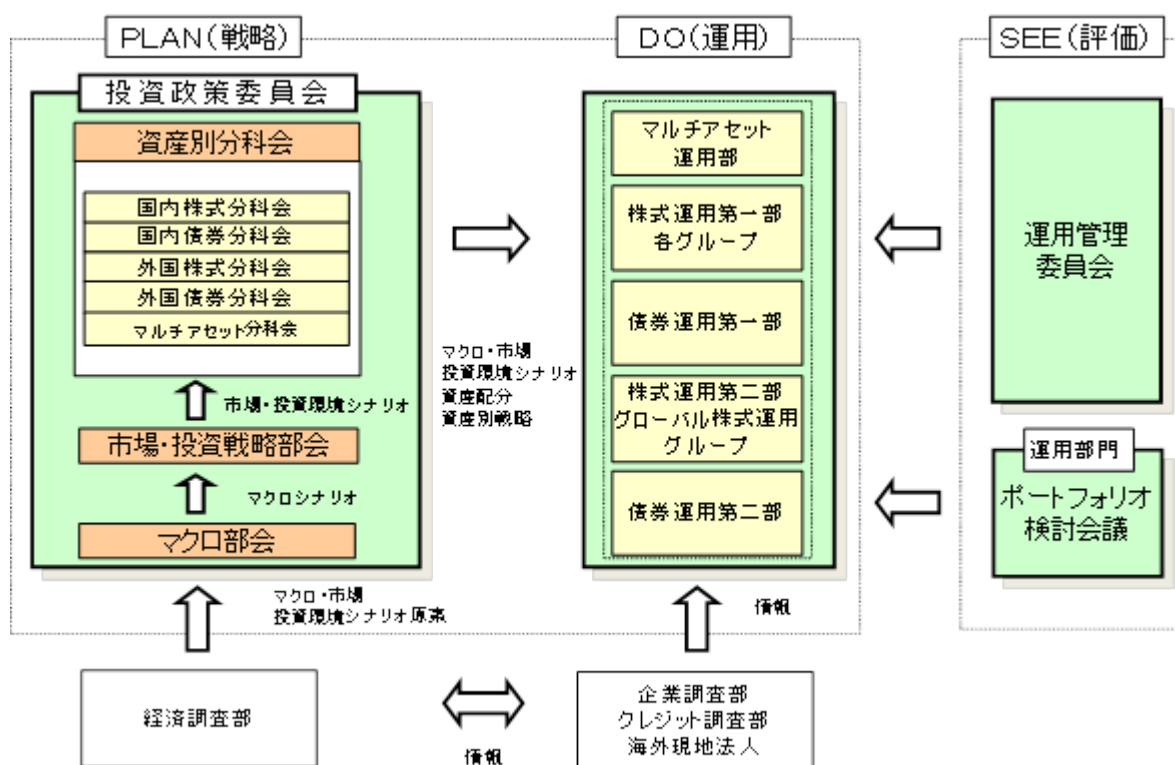 PLAN(戦略)
投資政策委員会
資産別分科会
国内株式分科会
国内債券分科会
外国株式分科会
外国債券分科会
マルチアセット分科会
市場・投資環境シナリオ
市場・投資戦略部会
マクロシナリオ
マクロ部会
マクロ・市場
投資環境シナリオ原案
経済調査部
マクロ・市場
投資環境シナリオ
資産配分
資産別戦略
DO(運用)
マルチアセット
運用部
株式運用第一部
各グループ
債券運用第一部
株式運用第二部
グローバル株式運用
グループ
債券運用第二部
情報
企業調査部
クレジット調査部
海外現地法人
情報
SEE(評価)
運用管理
委員会
運用部門
ポートフォリオ
検討会議